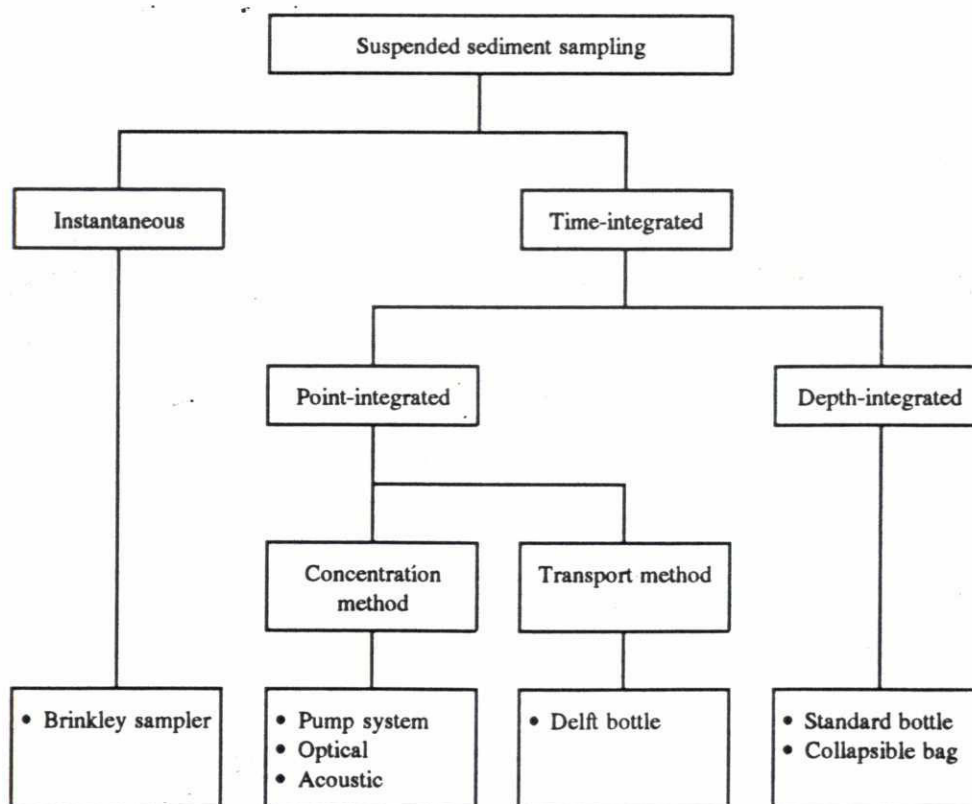 Suspended sediment sampling
Instantaneous
Time-integrated
Point-integrated
Depth-integrated
Concentration
method
Transport method
• Brinkley sampler
• Pump system
• Optical
• Acoustic
• Delft bottle
• Standard bottle
• Collapsible bag